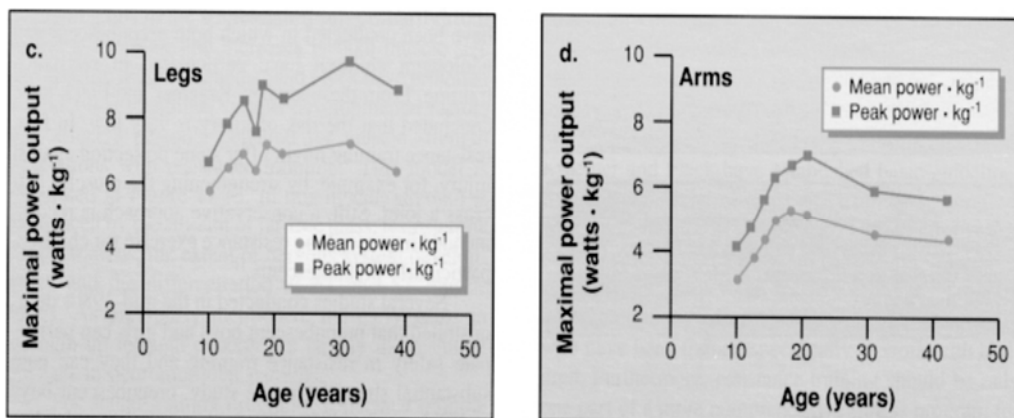 c.
Legs
10
8
6
4
2
Maximal power output
(watts · kg⁻¹)
Mean power · kg⁻¹
Peak power · kg⁻¹
0 10 20 30 40 50
Age (years)
d.
Arms
10
8
6
4
2
Maximal power output
(watts · kg⁻¹)
Mean power · kg⁻¹
Peak power · kg⁻¹
0 10 20 30 40 50
Age (years)